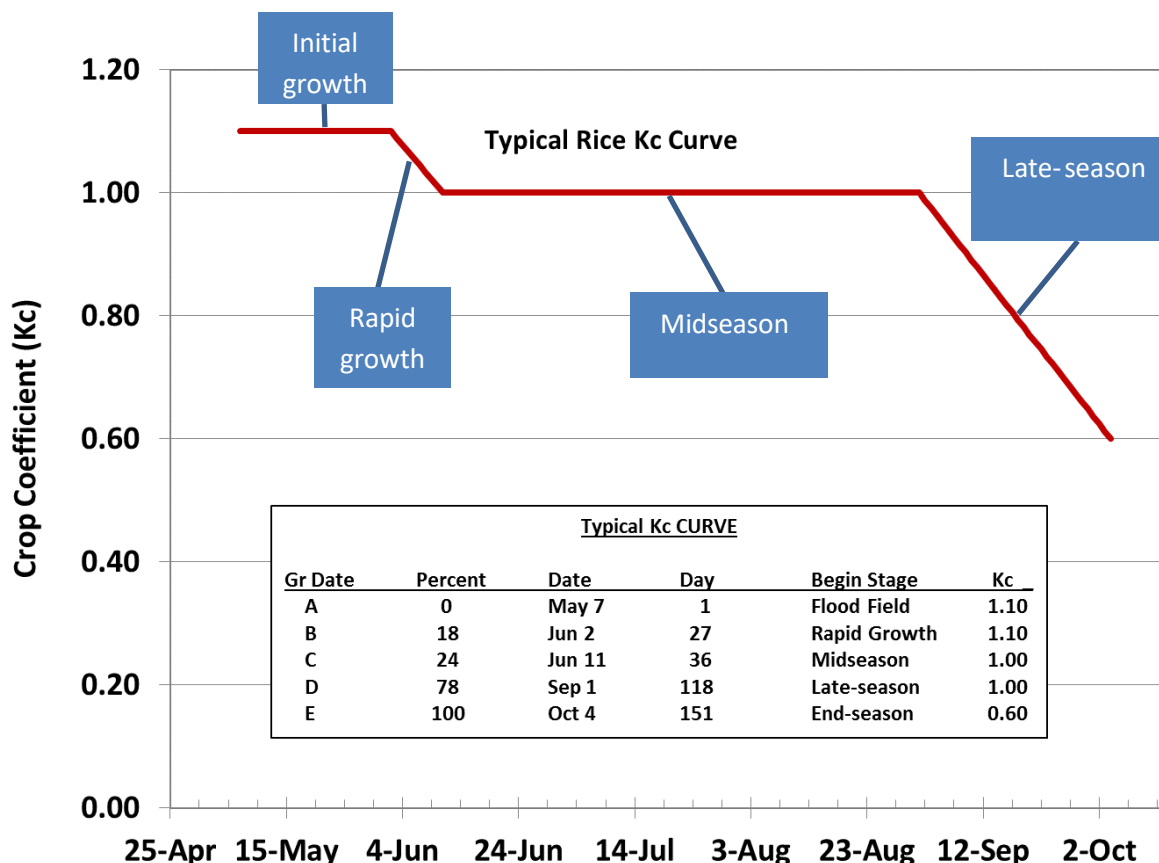 Initial
growth
1.20
1.00
0.80
0.60
0.40
0.20
0.00
Crop Coefficient (Kc)
Typical Rice Kc Curve
Late-season
Rapid
growth
Midseason
Typical Kc CURVE
Gr Date Percent Date Day Begin Stage Kc
A 0 May 7 1 Flood Field 1.10
B 18 Jun 2 27 Rapid Growth 1.10
C 24 Jun 11 36 Midseason 1.00
D 78 Sep 1 118 Late-season 1.00
E 100 Oct 4 151 End-season 0.60
25-Apr 15-May 4-Jun 24-Jun 14-Jul 3-Aug 23-Aug 12-Sep 2-Oct